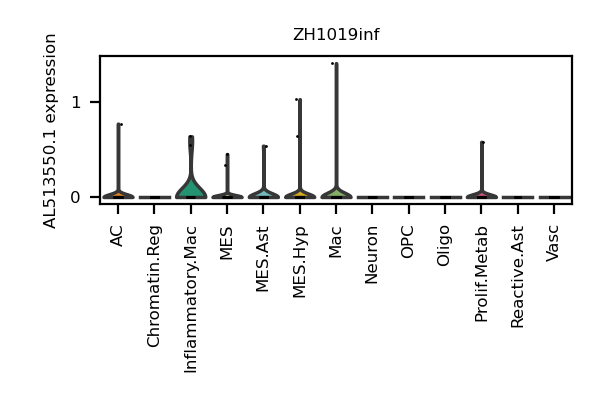 ZH1019inf
AL513550.1 expression
1
0
AC
Chromatin.Reg
Inflammatory.Mac
MES
MES.Ast
MES.Hyp
Mac
Neuron
OPC
Oligo
Prolif.Metab
Reactive.Ast
Vasc